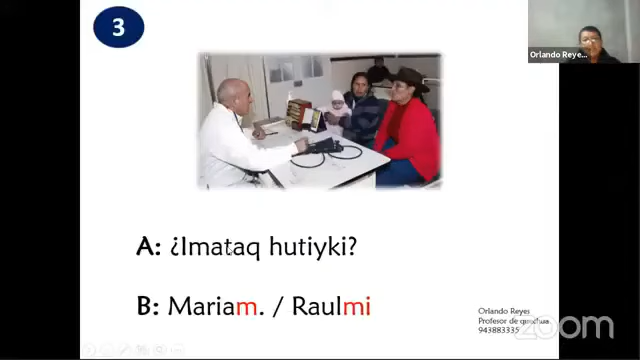 3
Orlando Reye...
A: ¿Imataq hutiyki?
B: Mariam. / Raulmi
Orlando Reyes
Profesor de quechua
943883335
zoom